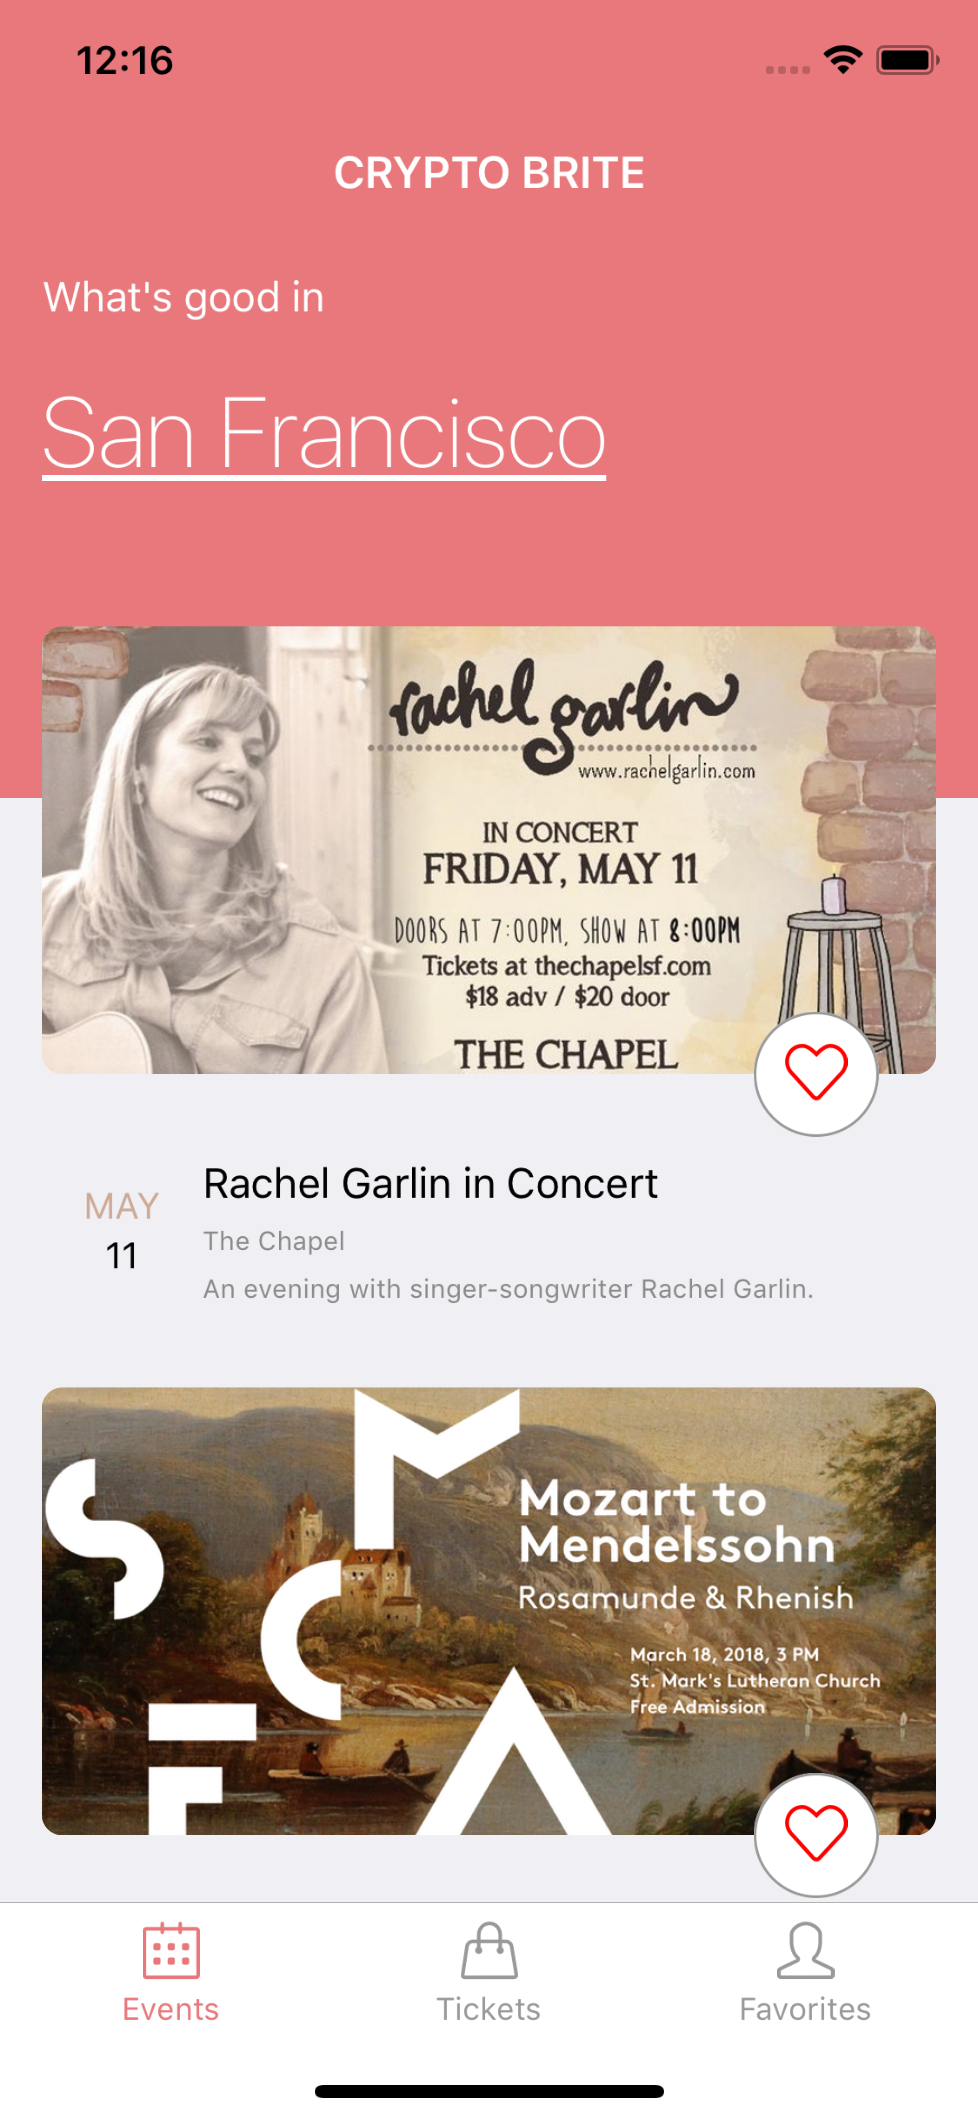 12:16
CRYPTO BRITE
What's good in
San Francisco
rachel garlin
www.rachelgarlin.com
IN CONCERT
FRIDAY, MAY 11
DOORS AT 7:00PM, SHOW AT 8:00PM
Tickets at thechapelsf.com
$18 adv / $20 door
THE CHAPEL
MAY
11
Rachel Garlin in Concert
The Chapel
An evening with singer-songwriter Rachel Garlin.
S M C F A
Mozart to
Mendelssohn
Rosamunde & Rhenish
March 18, 2018, 3 PM
St. Mark's Lutheran Church
Free Admission
Events
Tickets
Favorites